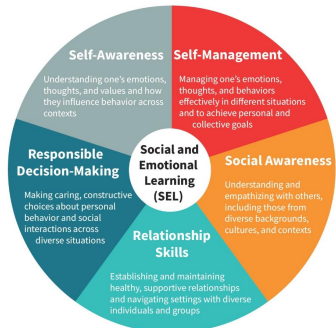 Self-Awareness
Understanding one's emotions,
thoughts, and values and how
they influence behavior across
contexts
Self-Management
Managing one's emotions,
thoughts, and behaviors
effectively in different situations
and to achieve personal and
collective goals
Social Awareness
Understanding and
empathizing with others,
including those from
diverse backgrounds,
cultures, and contexts
Relationship
Skills
Establishing and maintaining
healthy, supportive relationships
and navigating settings with diverse
individuals and groups
Responsible
Decision-Making
Making caring, constructive
choices about personal
behavior and social
interactions across
diverse situations
Social and
Emotional
Learning
(SEL)